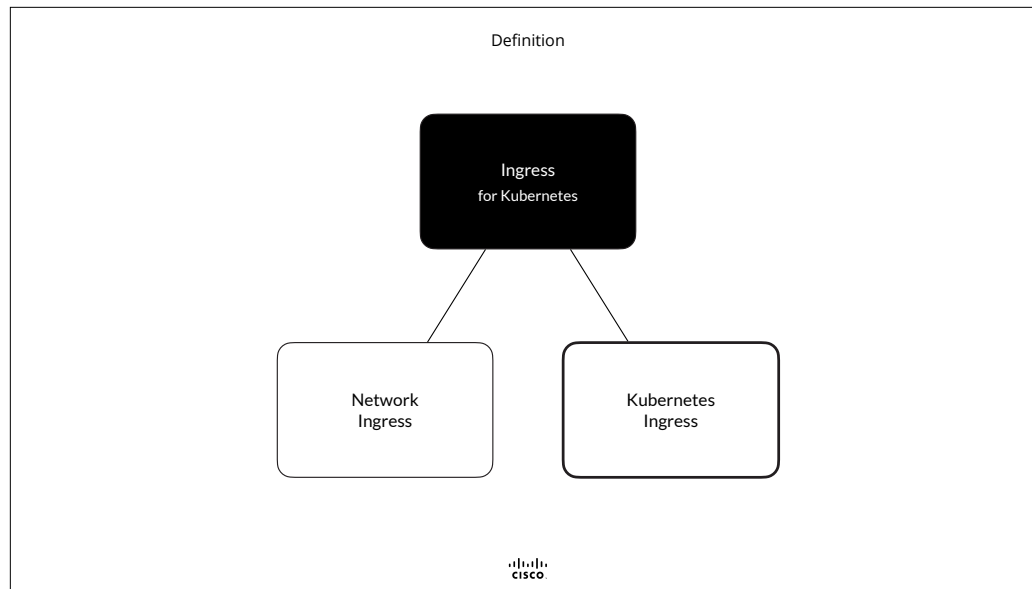 Definition
Ingress
for Kubernetes
Network
Ingress
Kubernetes
Ingress
CISCO